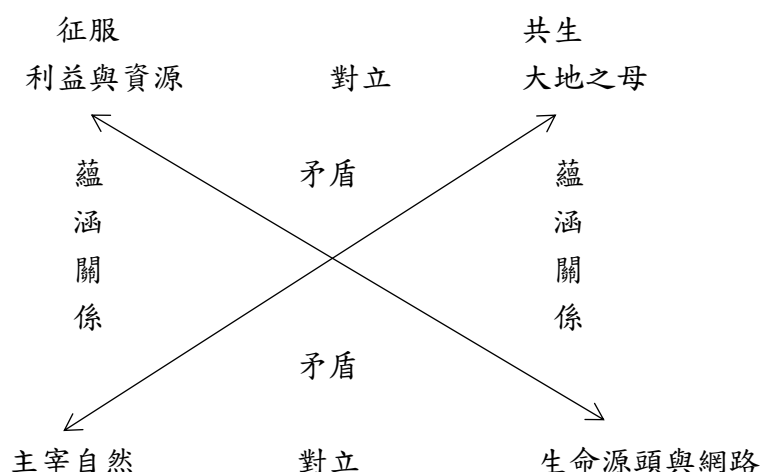 征服 共生
利益與資源 對立 大地之母
矛盾
蘊涵關係 蘊涵關係
矛盾
主宰自然 對立 生命源頭與網路